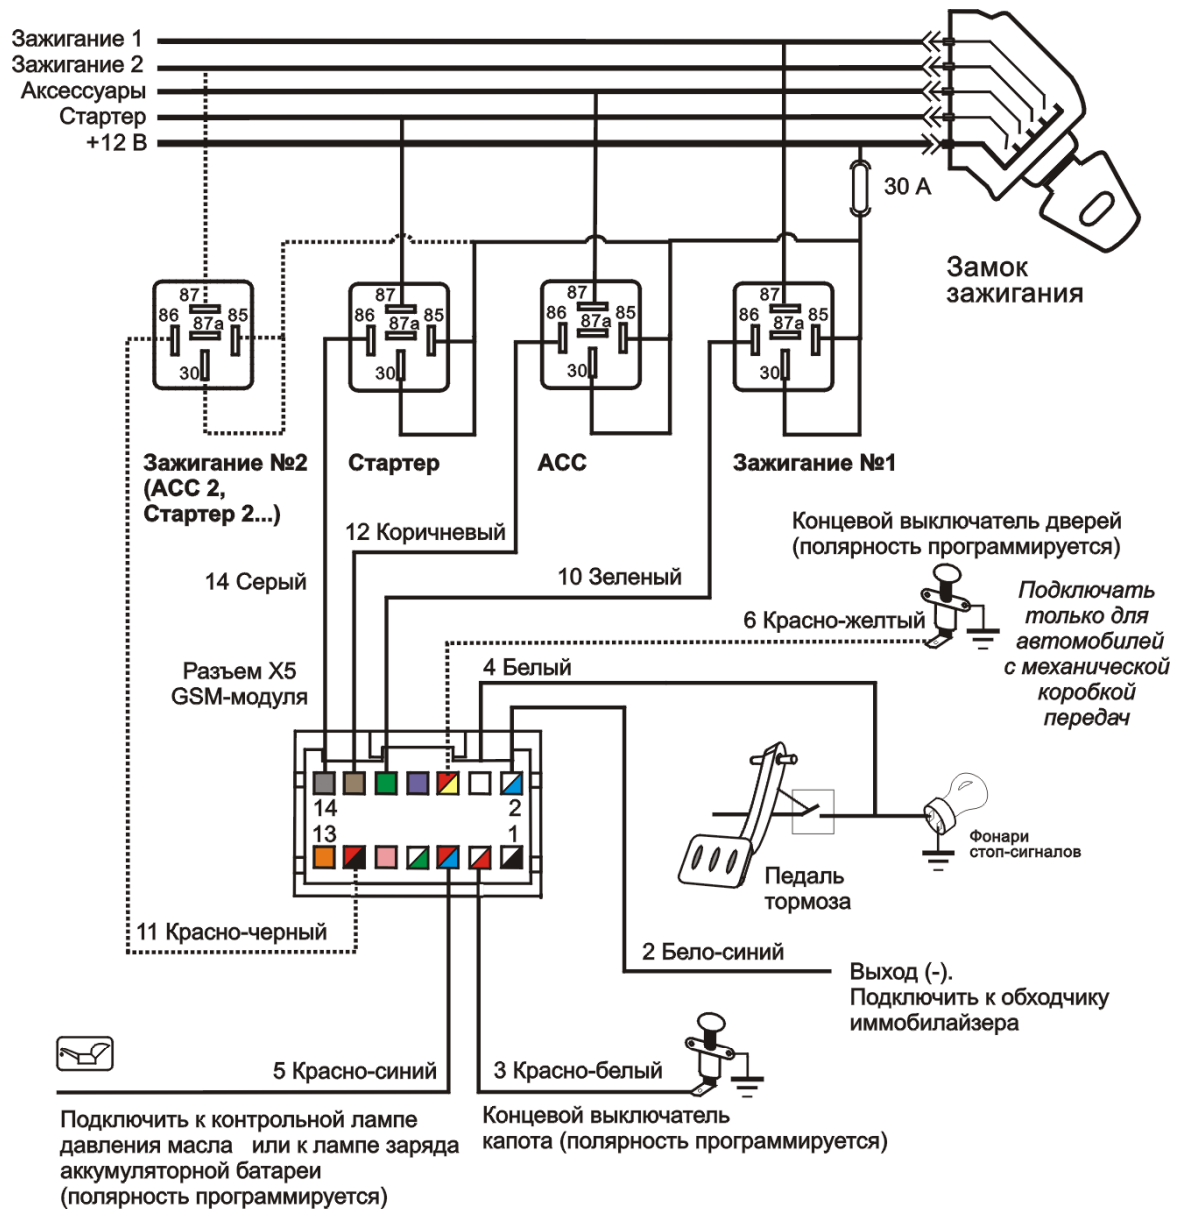 Зажигание 1
Зажигание 2
Аксессуары
Стартер
+12 В
30 А
Замок
зажигания
87
86
87а
85
30
87
86
87а
85
30
87
86
87а
85
30
87
86
87а
85
30
Зажигание №2
(АСС 2,
Стартер 2...)
Стартер
АСС
Зажигание №1
12 Коричневый
14 Серый
10 Зеленый
Концевой выключатель дверей
(полярность программируется)
6 Красно-желтый
Подключать
только для
автомобилей
с механической
коробкой
передач
4 Белый
Разъем Х5
GSM-модуля
14
2
13
1
Фонари
стоп-сигналов
Педаль
тормоза
11 Красно-черный
2 Бело-синий
Выход (-).
Подключить к обходчику
иммобилайзера
5 Красно-синий
3 Красно-белый
Подключить к контрольной лампе
давления масла или к лампе заряда
аккумуляторной батареи
(полярность программируется)
Концевой выключатель
капота (полярность программируется)